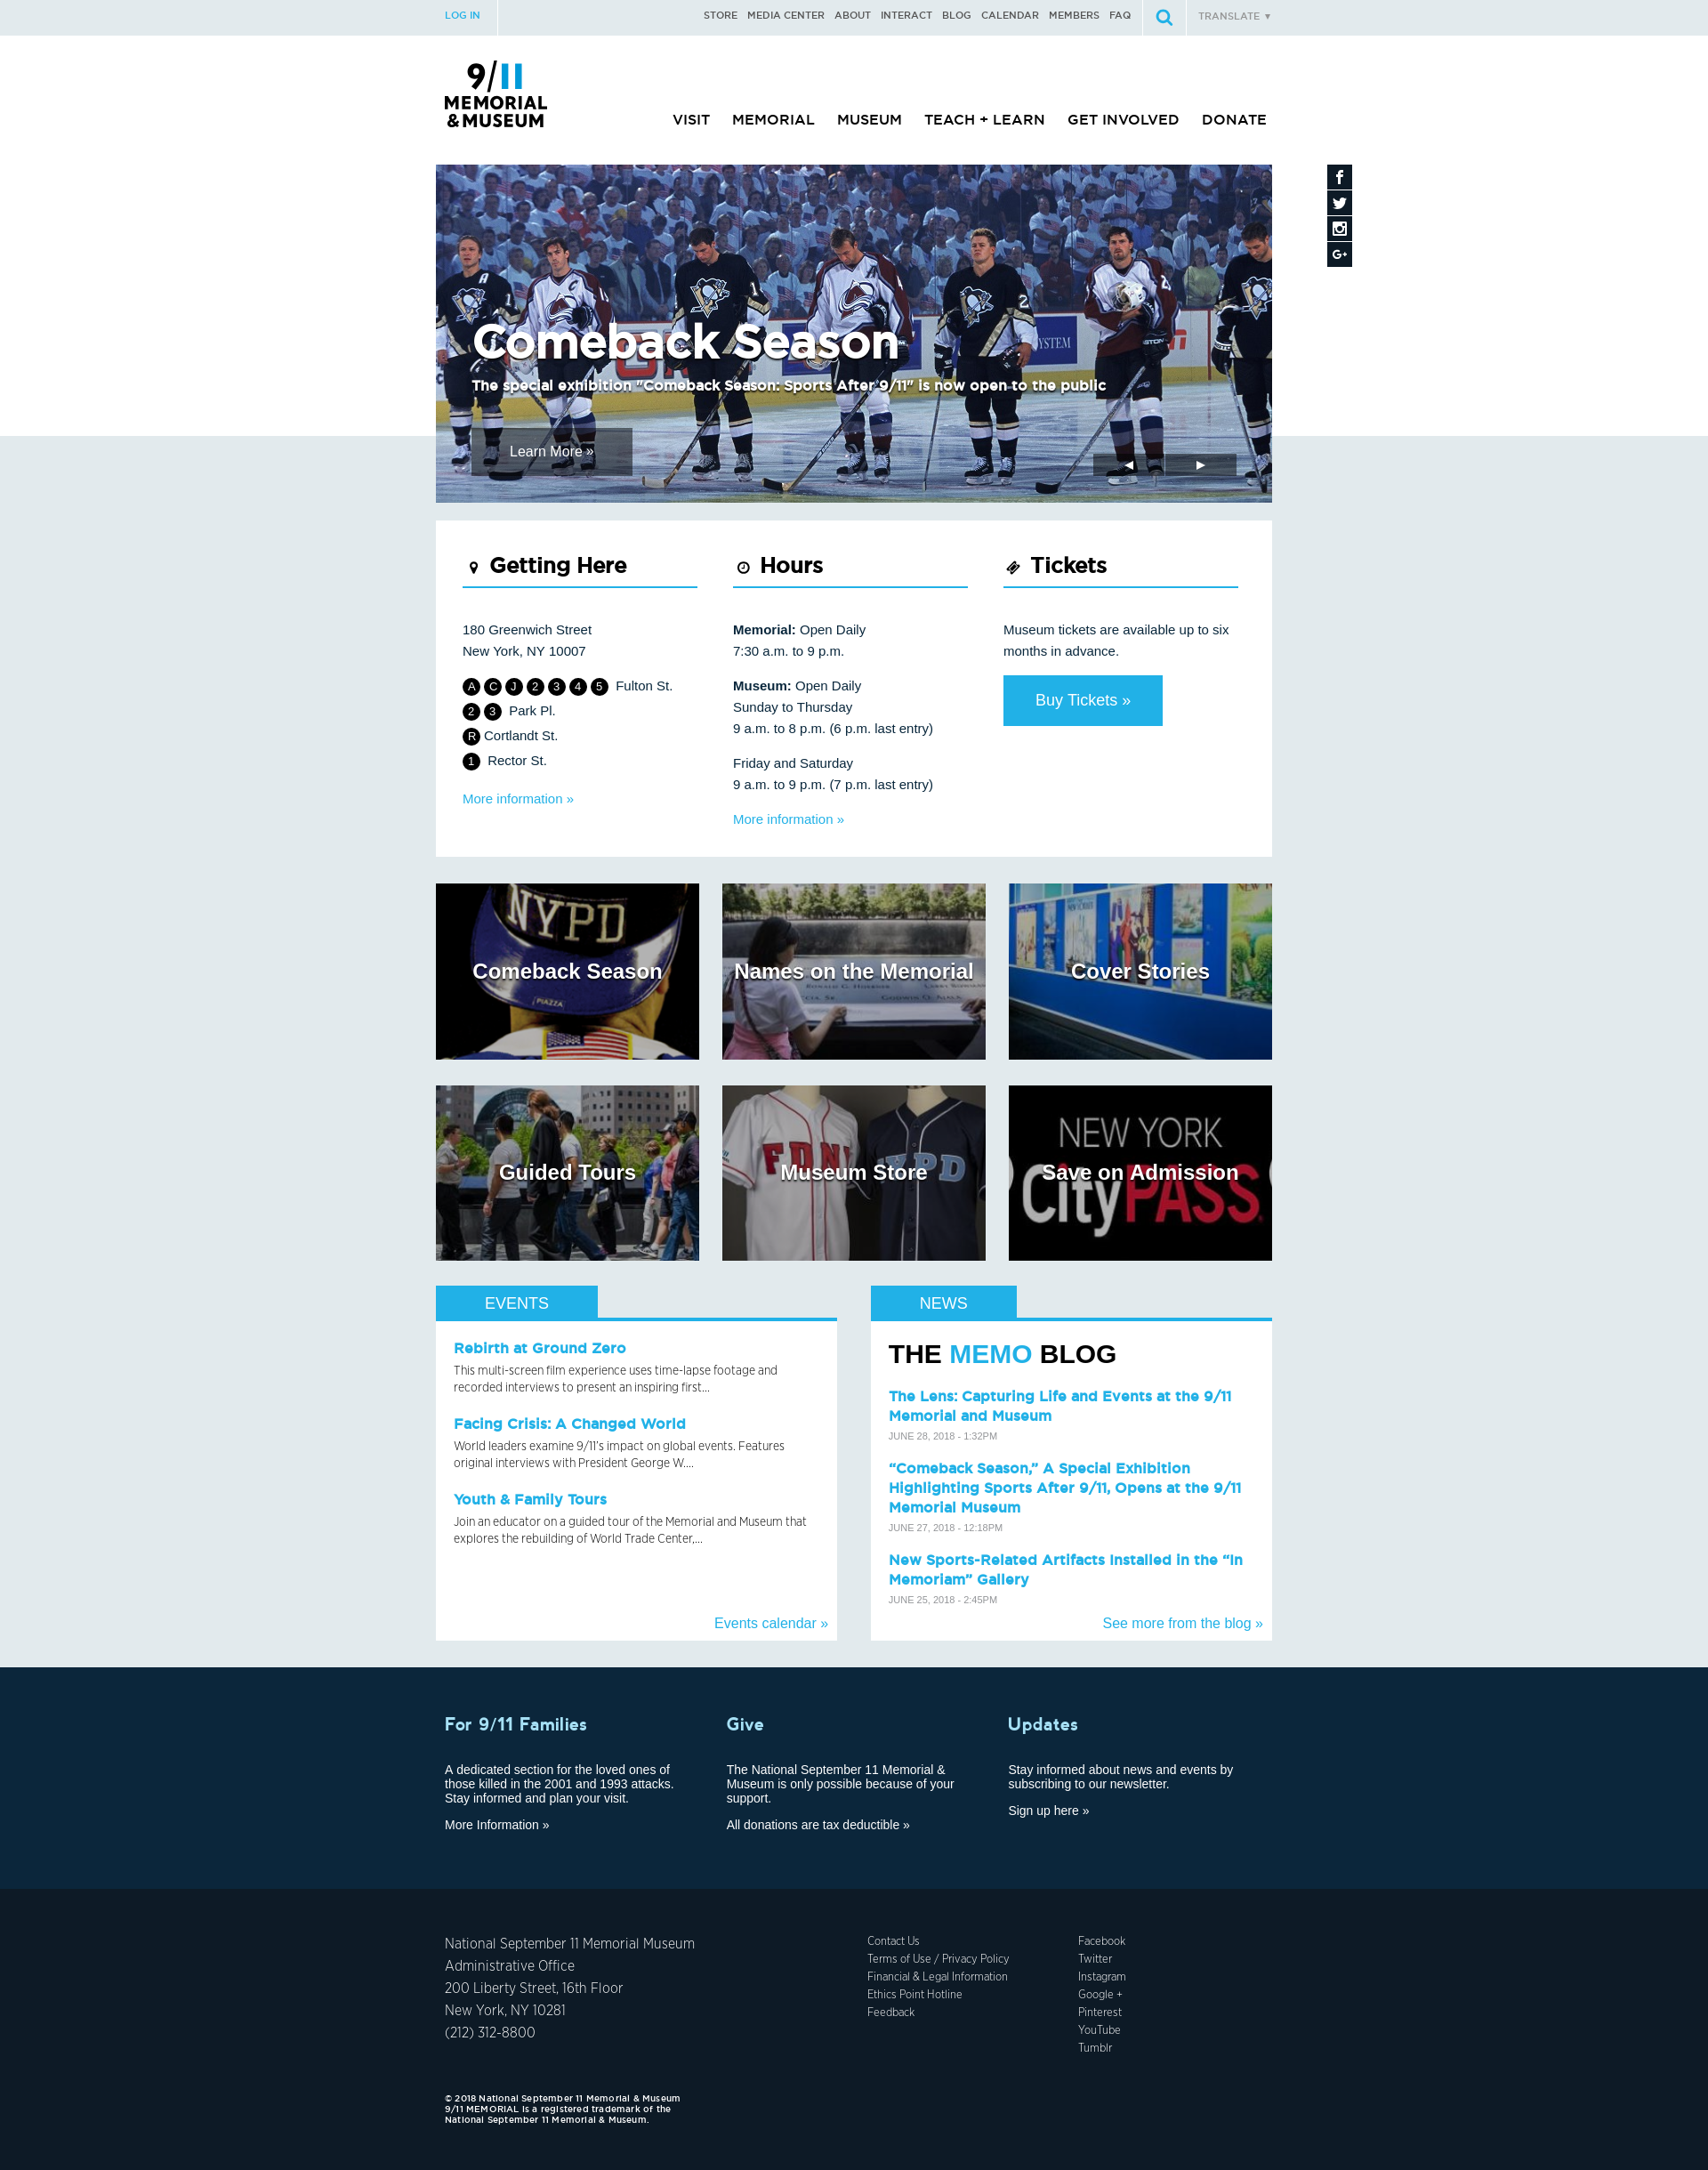 LOG IN
STORE MEDIA CENTER ABOUT INTERACT BLOG CALENDAR MEMBERS FAQ
TRANSLATE ▼
9/11
MEMORIAL
& MUSEUM
VISIT MEMORIAL MUSEUM TEACH + LEARN GET INVOLVED DONATE
Comeback Season
The special exhibition "Comeback Season: Sports After 9/11" is now open to the public
Learn More »
Getting Here
180 Greenwich Street
New York, NY 10007
A C J 2 3 4 5 Fulton St.
2 3 Park Pl.
R Cortlandt St.
1 Rector St.
More information »
Hours
Memorial: Open Daily
7:30 a.m. to 9 p.m.
Museum: Open Daily
Sunday to Thursday
9 a.m. to 8 p.m. (6 p.m. last entry)
Friday and Saturday
9 a.m. to 9 p.m. (7 p.m. last entry)
More information »
Tickets
Museum tickets are available up to six
months in advance.
Buy Tickets »
NYPD
Comeback Season
PIAZZA
Names on the Memorial
Cover Stories
Guided Tours
Museum Store
NEW YORK
CityPASS
Save on Admission
EVENTS
Rebirth at Ground Zero
This multi-screen film experience uses time-lapse footage and
recorded interviews to present an inspiring first...
Facing Crisis: A Changed World
World leaders examine 9/11's impact on global events. Features
original interviews with President George W....
Youth & Family Tours
Join an educator on a guided tour of the Memorial and Museum that
explores the rebuilding of World Trade Center,...
Events calendar »
NEWS
THE MEMO BLOG
The Lens: Capturing Life and Events at the 9/11
Memorial and Museum
JUNE 28, 2018 - 1:32PM
“Comeback Season,” A Special Exhibition
Highlighting Sports After 9/11, Opens at the 9/11
Memorial Museum
JUNE 27, 2018 - 12:18PM
New Sports-Related Artifacts Installed in the “In
Memoriam” Gallery
JUNE 25, 2018 - 2:45PM
See more from the blog »
For 9/11 Families
A dedicated section for the loved ones of
those killed in the 2001 and 1993 attacks.
Stay informed and plan your visit.
More Information »
Give
The National September 11 Memorial &
Museum is only possible because of your
support.
All donations are tax deductible »
Updates
Stay informed about news and events by
subscribing to our newsletter.
Sign up here »
National September 11 Memorial Museum
Administrative Office
200 Liberty Street, 16th Floor
New York, NY 10281
(212) 312-8800
Contact Us
Terms of Use / Privacy Policy
Financial & Legal Information
Ethics Point Hotline
Feedback
Facebook
Twitter
Instagram
Google +
Pinterest
YouTube
Tumblr
© 2018 National September 11 Memorial & Museum
9/11 MEMORIAL is a registered trademark of the
National September 11 Memorial & Museum.